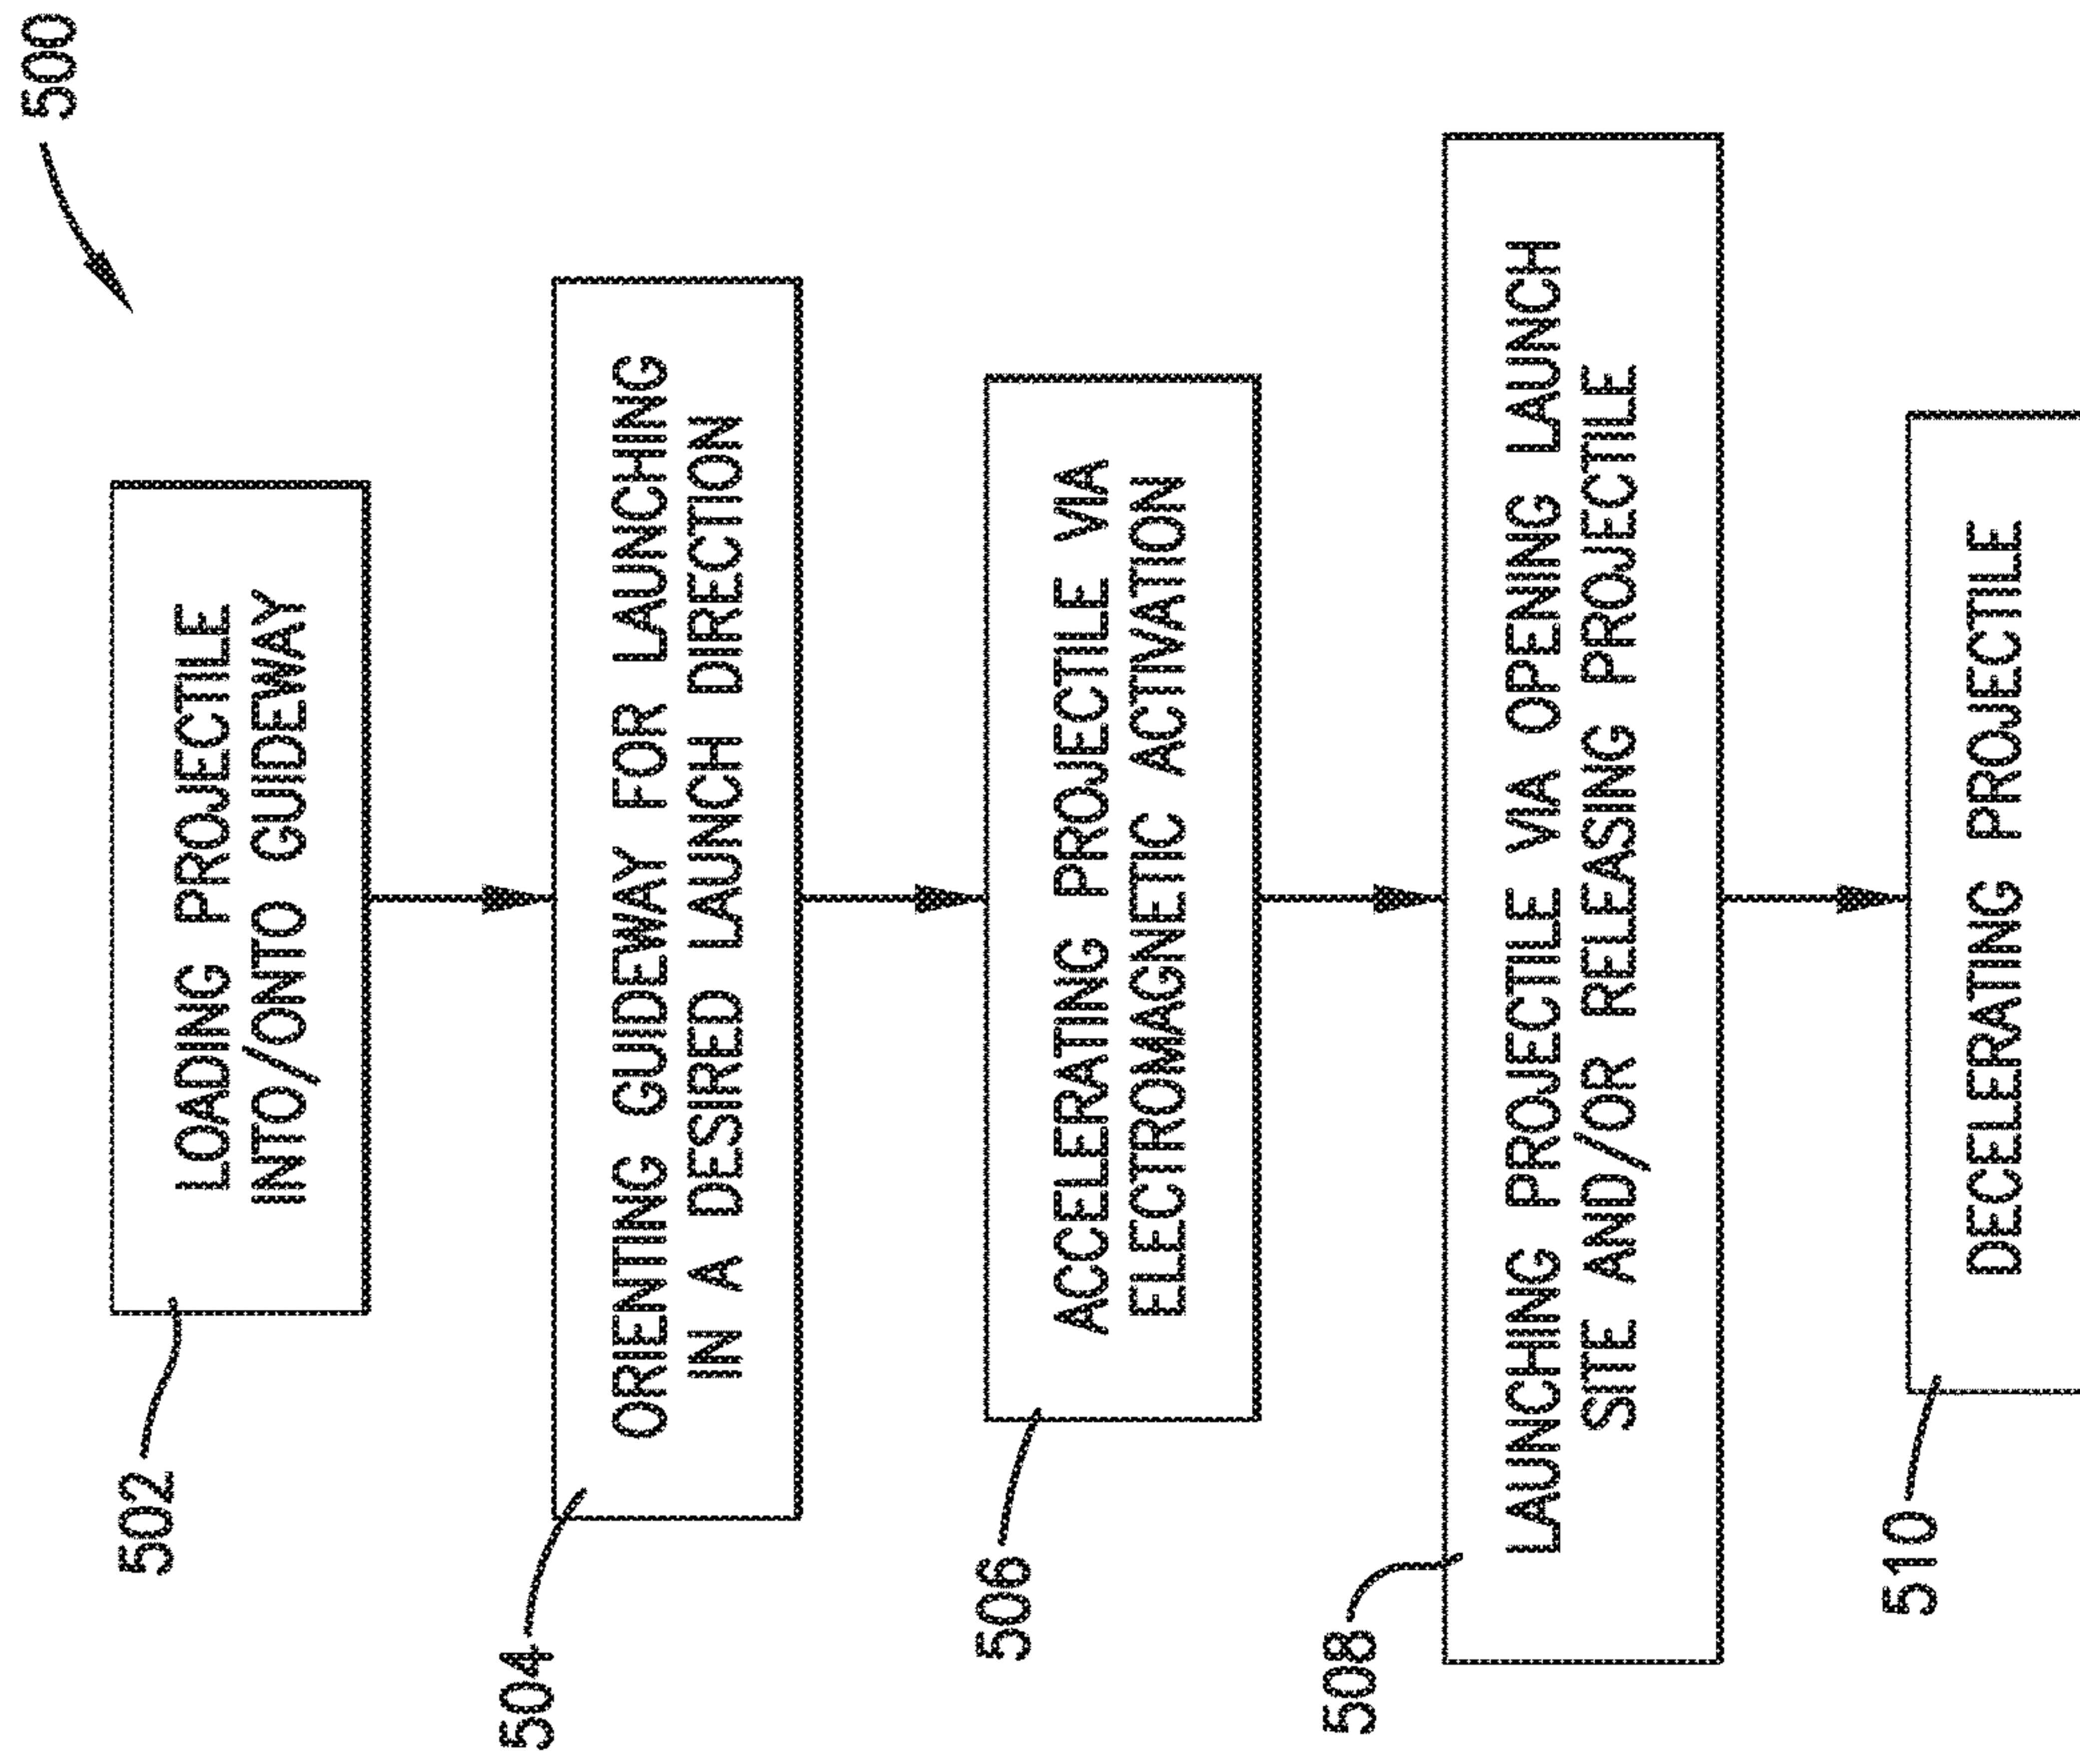 500
502
LOADING PROJECTILE
INTO/ONTO GUIDEWAY
504
ORIENTING GUIDEWAY FOR LAUNCHING
IN A DESIRED LAUNCH DIRECTION
506
ACCELERATING PROJECTILE VIA
ELECTROMAGNETIC ACTIVATION
508
LAUNCHING PROJECTILE VIA OPENING LAUNCH
SITE AND/OR RELEASING PROJECTILE
510
DECELERATING PROJECTILE